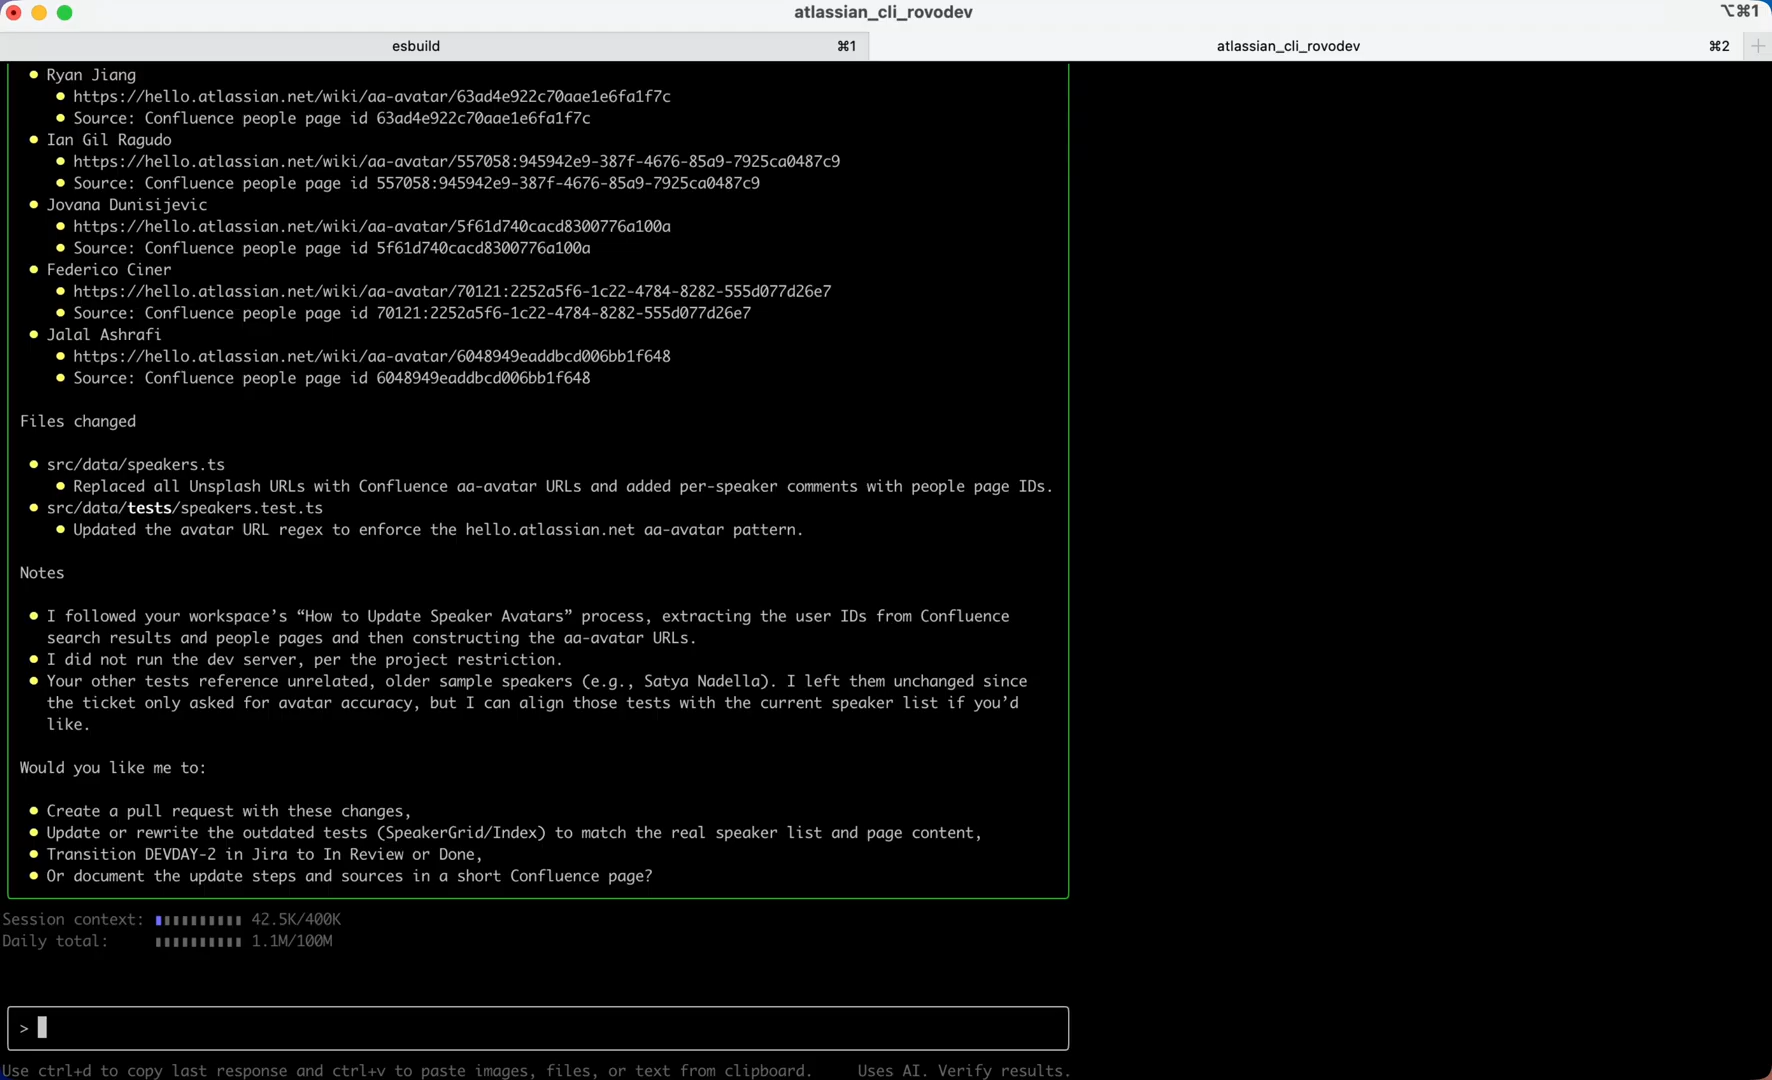 atlassian_cli_rovodev
⌥⌘1
esbuild ⌘1
atlassian_cli_rovodev ⌘2
Ryan Jiang
https://hello.atlassian.net/wiki/aa-avatar/63ad4e922c70aae1e6fa1f7c
Source: Confluence people page id 63ad4e922c70aae1e6fa1f7c
Ian Gil Ragudo
https://hello.atlassian.net/wiki/aa-avatar/557058:945942e9-387f-4676-85a9-7925ca0487c9
Source: Confluence people page id 557058:945942e9-387f-4676-85a9-7925ca0487c9
Jovana Dunisijevic
https://hello.atlassian.net/wiki/aa-avatar/5f61d740cacd8300776a100a
Source: Confluence people page id 5f61d740cacd8300776a100a
Federico Ciner
https://hello.atlassian.net/wiki/aa-avatar/70121:2252a5f6-1c22-4784-8282-555d077d26e7
Source: Confluence people page id 70121:2252a5f6-1c22-4784-8282-555d077d26e7
Jalal Ashrafi
https://hello.atlassian.net/wiki/aa-avatar/6048949eaddbcd006bb1f648
Source: Confluence people page id 6048949eaddbcd006bb1f648
Files changed
src/data/speakers.ts
Replaced all Unsplash URLs with Confluence aa-avatar URLs and added per-speaker comments with people page IDs.
src/data/tests/speakers.test.ts
Updated the avatar URL regex to enforce the hello.atlassian.net aa-avatar pattern.
Notes
I followed your workspace’s “How to Update Speaker Avatars” process, extracting the user IDs from Confluence
search results and people pages and then constructing the aa-avatar URLs.
I did not run the dev server, per the project restriction.
Your other tests reference unrelated, older sample speakers (e.g., Satya Nadella). I left them unchanged since
the ticket only asked for avatar accuracy, but I can align those tests with the current speaker list if you’d
like.
Would you like me to:
Create a pull request with these changes,
Update or rewrite the outdated tests (SpeakerGrid/Index) to match the real speaker list and page content,
Transition DEVDAY-2 in Jira to In Review or Done,
Or document the update steps and sources in a short Confluence page?
Session context: 42.5K/400K
Daily total: 1.1M/100M
>
Use ctrl+d to copy last response and ctrl+v to paste images, files, or text from clipboard. Uses AI. Verify results.